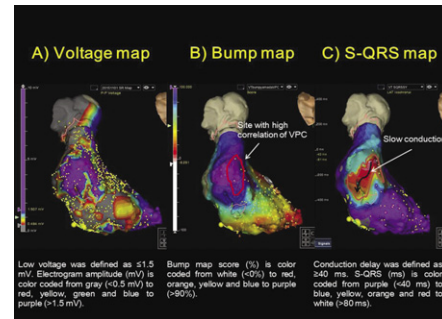 A) Voltage map
B) Bump map
C) S-QRS map
Site with high
correlation of VPC
Slow conduction
Low voltage was defined as ≤1.5
mV. Electrogram amplitude (mV) is
color coded from gray (<0.5 mV) to
red, yellow, green and blue to
purple (>1.5 mV).
Bump map score (%) is color
coded from white (<0%) to red,
orange, yellow and blue to purple
(>90%).
Conduction delay was defined as
≥40 ms. S-QRS (ms) is color
coded from purple (<40 ms) to
blue, yellow, orange and red to
white (>80 ms).